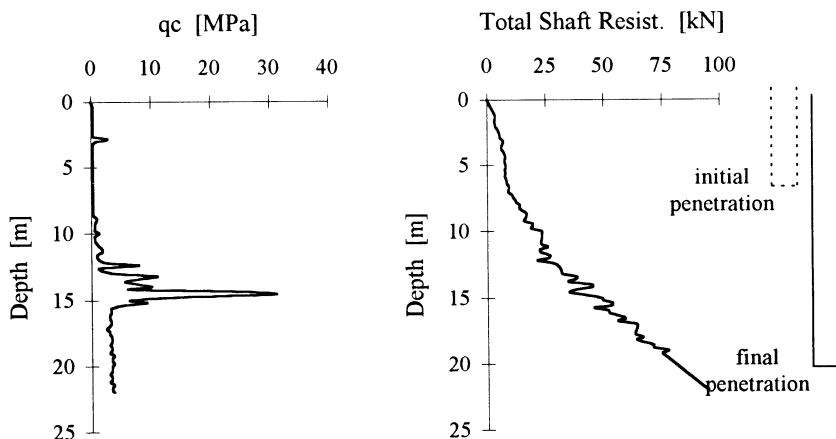 qc [MPa]
0 10 20 30 40
0
5
10
15
20
25
Depth [m]
Total Shaft Resist. [kN]
0 25 50 75 100
0
5
10
15
20
25
Depth [m]
initial
penetration
final
penetration